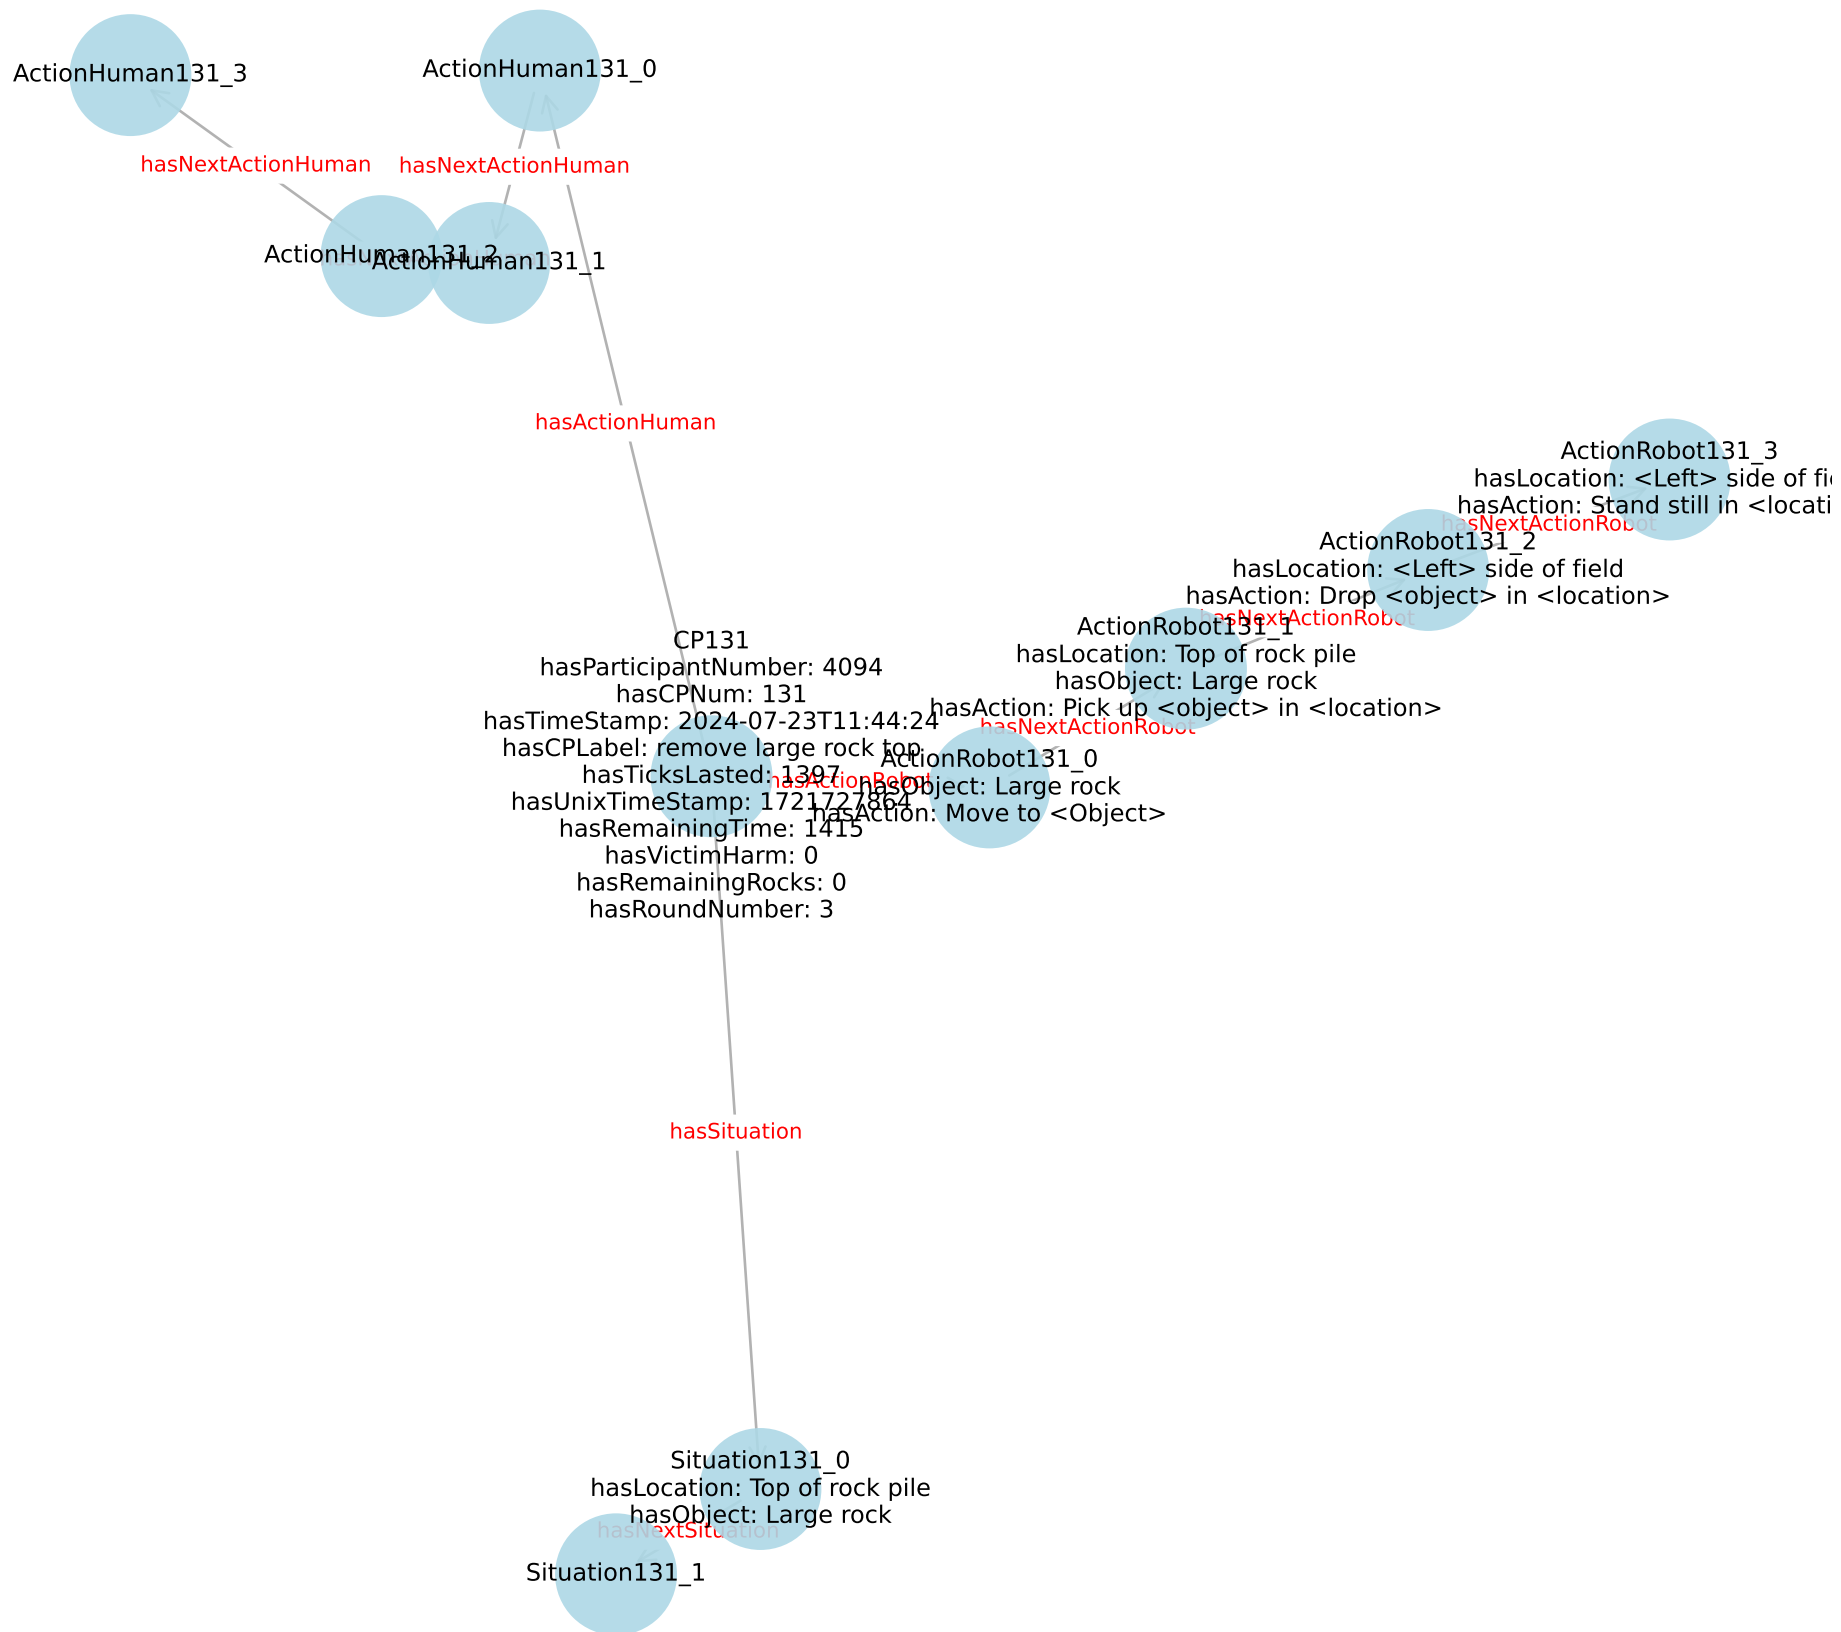 ActionHuman131_3
ActionHuman131_0
hasNextActionHuman
hasNextActionHuman
ActionHuman131_2
ActionHuman131_1
hasActionHuman
ActionRobot131_3
hasLocation: <Left> side of
hasAction: Stand still in
hasNextActionRobot
ActionRobot131_2
hasLocation: <Left> side of field
hasAction: Drop <object> in <location>
hasNextActionRobot
ActionRobot131_1
hasLocation: Top of rock pile
hasObject: Large rock
hasAction: Pick up <object> in <location>
hasNextActionRobot
CP131
hasParticipantNumber: 4094
hasCPNum: 131
hasTimeStamp: 2024-07-23T11:44:24
hasCPLabel: remove large rock top
hasTicksLasted: 1397
hasUnixTimeStamp: 1721727864
hasRemainingTime: 1415
hasVictimHarm: 0
hasRemainingRocks: 0
hasRoundNumber: 3
hasActionRobot
ActionRobot131_0
hasObject: Large rock
hasAction: Move to <Object>
hasSituation
Situation131_0
hasLocation: Top of rock pile
hasObject: Large rock
hasNextSituation
Situation131_1